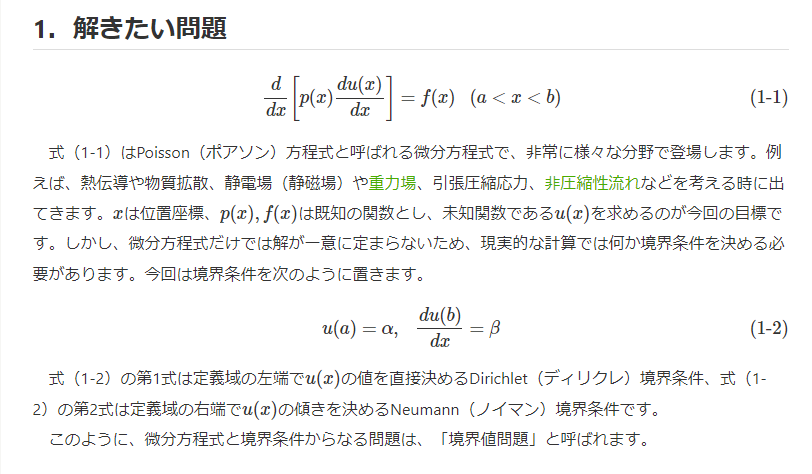 1．解きたい問題
d/dx [p(x) du(x)/dx] = f(x) (a < x < b) (1-1)
式（1-1）はPoisson（ポアソン）方程式と呼ばれる微分方程式で、非常に様々な分野で登場します。例
えば、熱伝導や物質拡散、静電場（静磁場）や重力場、引張圧縮応力、非圧縮性流れなどを考える時に出
てきます。xは位置座標、p(x), f(x)は既知の関数とし、未知関数であるu(x)を求めるのが今回の目標で
す。しかし、微分方程式だけでは解が一意に定まらないため、現実的な計算では何か境界条件を決める必
要があります。今回は境界条件を次のように置きます。
u(a) = α, du(b)/dx = β (1-2)
式（1-2）の第1式は定義域の左端でu(x)の値を直接決めるDirichlet（ディリクレ）境界条件、式（1-
2）の第2式は定義域の右端でu(x)の傾きを決めるNeumann（ノイマン）境界条件です。
このように、微分方程式と境界条件からなる問題は、「境界値問題」と呼ばれます。